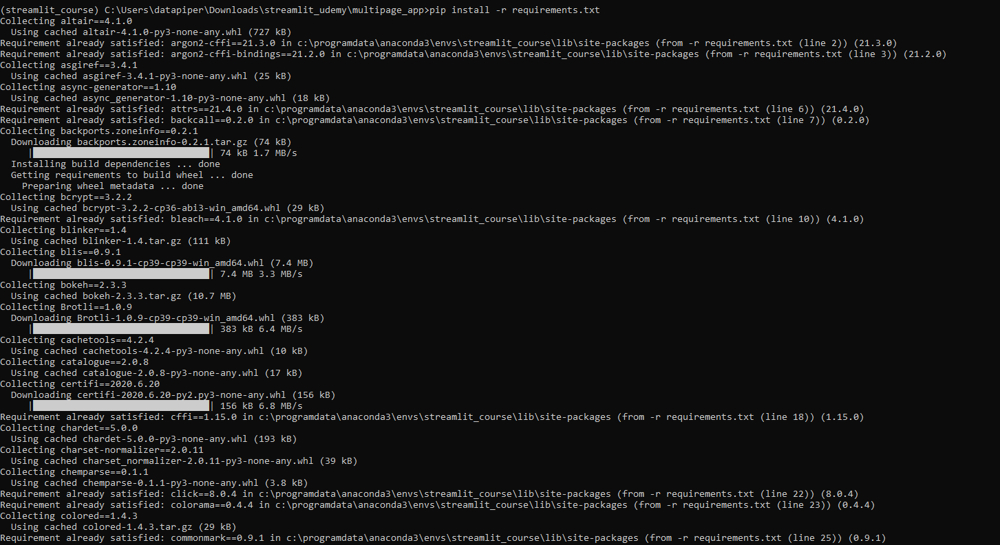 (streamlit_course) C:\Users\datapiper\Downloads\streamlit_udemy\multipage_app>pip install -r requirements.txt
Collecting altair==4.1.0
  Using cached altair-4.1.0-py3-none-any.whl (727 kB)
Requirement already satisfied: argon2-cffi==21.3.0 in c:\programdata\anaconda3\envs\streamlit_course\lib\site-packages (from -r requirements.txt (line 2)) (21.3.0)
Requirement already satisfied: argon2-cffi-bindings==21.2.0 in c:\programdata\anaconda3\envs\streamlit_course\lib\site-packages (from -r requirements.txt (line 3)) (21.2.0)
Collecting asgiref==3.4.1
  Using cached asgiref-3.4.1-py3-none-any.whl (25 kB)
Collecting async-generator==1.10
  Using cached async_generator-1.10-py3-none-any.whl (18 kB)
Requirement already satisfied: attrs==21.4.0 in c:\programdata\anaconda3\envs\streamlit_course\lib\site-packages (from -r requirements.txt (line 6)) (21.4.0)
Requirement already satisfied: backcall==0.2.0 in c:\programdata\anaconda3\envs\streamlit_course\lib\site-packages (from -r requirements.txt (line 7)) (0.2.0)
Collecting backports.zoneinfo==0.2.1
  Downloading backports.zoneinfo-0.2.1.tar.gz (74 kB)
     |████████████████████████████████| 74 kB 1.7 MB/s
  Installing build dependencies ... done
  Getting requirements to build wheel ... done
    Preparing wheel metadata ... done
Collecting bcrypt==3.2.2
  Using cached bcrypt-3.2.2-cp36-abi3-win_amd64.whl (29 kB)
Requirement already satisfied: bleach==4.1.0 in c:\programdata\anaconda3\envs\streamlit_course\lib\site-packages (from -r requirements.txt (line 10)) (4.1.0)
Collecting blinker==1.4
  Using cached blinker-1.4.tar.gz (111 kB)
Collecting blis==0.9.1
  Downloading blis-0.9.1-cp39-cp39-win_amd64.whl (7.4 MB)
     |████████████████████████████████| 7.4 MB 3.3 MB/s
Collecting bokeh==2.3.3
  Using cached bokeh-2.3.3.tar.gz (10.7 MB)
Collecting Brotli==1.0.9
  Downloading Brotli-1.0.9-cp39-cp39-win_amd64.whl (383 kB)
     |████████████████████████████████| 383 kB 6.4 MB/s
Collecting cachetools==4.2.4
  Using cached cachetools-4.2.4-py3-none-any.whl (10 kB)
Collecting catalogue==2.0.8
  Using cached catalogue-2.0.8-py3-none-any.whl (17 kB)
Collecting certifi==2020.6.20
  Downloading certifi-2020.6.20-py2.py3-none-any.whl (156 kB)
     |████████████████████████████████| 156 kB 6.8 MB/s
Requirement already satisfied: cffi==1.15.0 in c:\programdata\anaconda3\envs\streamlit_course\lib\site-packages (from -r requirements.txt (line 18)) (1.15.0)
Collecting chardet==5.0.0
  Using cached chardet-5.0.0-py3-none-any.whl (193 kB)
Collecting charset-normalizer==2.0.11
  Using cached charset_normalizer-2.0.11-py3-none-any.whl (39 kB)
Collecting chemparse==0.1.1
  Using cached chemparse-0.1.1-py3-none-any.whl (3.8 kB)
Requirement already satisfied: click==8.0.4 in c:\programdata\anaconda3\envs\streamlit_course\lib\site-packages (from -r requirements.txt (line 22)) (8.0.4)
Requirement already satisfied: colorama==0.4.4 in c:\programdata\anaconda3\envs\streamlit_course\lib\site-packages (from -r requirements.txt (line 23)) (0.4.4)
Collecting colored==1.4.3
  Using cached colored-1.4.3.tar.gz (29 kB)
Requirement already satisfied: commonmark==0.9.1 in c:\programdata\anaconda3\envs\streamlit_course\lib\site-packages (from -r requirements.txt (line 25)) (0.9.1)